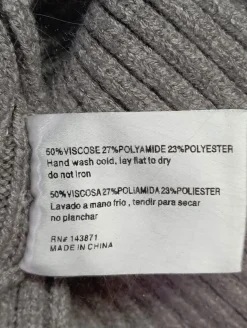 50%VISCOSE 27%POLYAMIDE 23%POLYESTER
Hand wash cold, lay flat to dry
do not iron
50%VISCOSA 27%POLIAMIDA 23%POLIESTER
Lavado a mano frio , tendir para secar
no planchar
RN# 143871
MADE IN CHINA